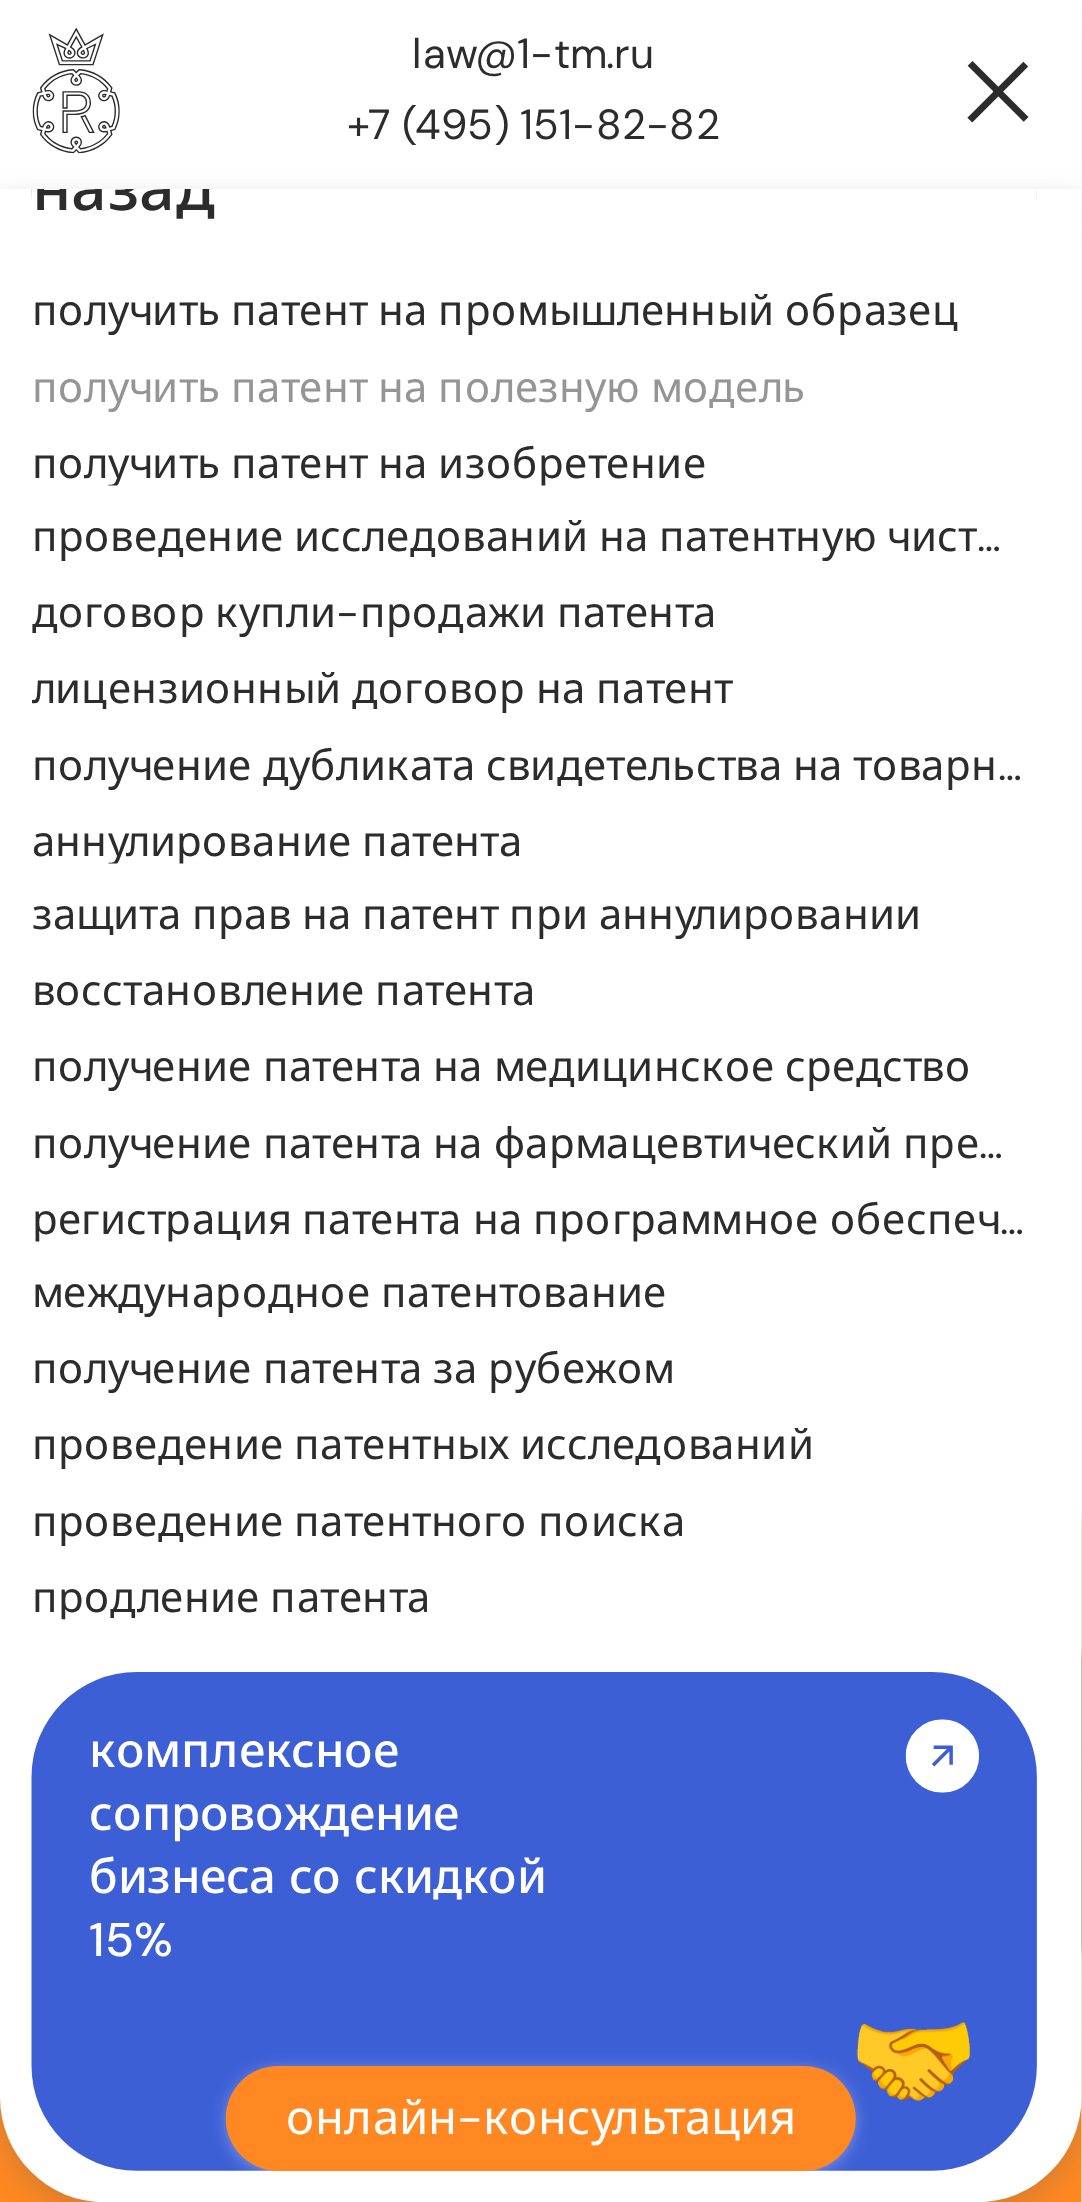 law@1-tm.ru
+7 (495) 151-82-82
R
назад
получить патент на промышленный образец
получить патент на полезную модель
получить патент на изобретение
проведение исследований на патентную чист...
договор купли-продажи патента
лицензионный договор на патент
получение дубликата свидетельства на товарн...
аннулирование патента
защита прав на патент при аннулировании
восстановление патента
получение патента на медицинское средство
получение патента на фармацевтический пре...
регистрация патента на программное обеспеч...
международное патентование
получение патента за рубежом
проведение патентных исследований
проведение патентного поиска
продление патента
комплексное
сопровождение
бизнеса со скидкой
15%
онлайн-консультация